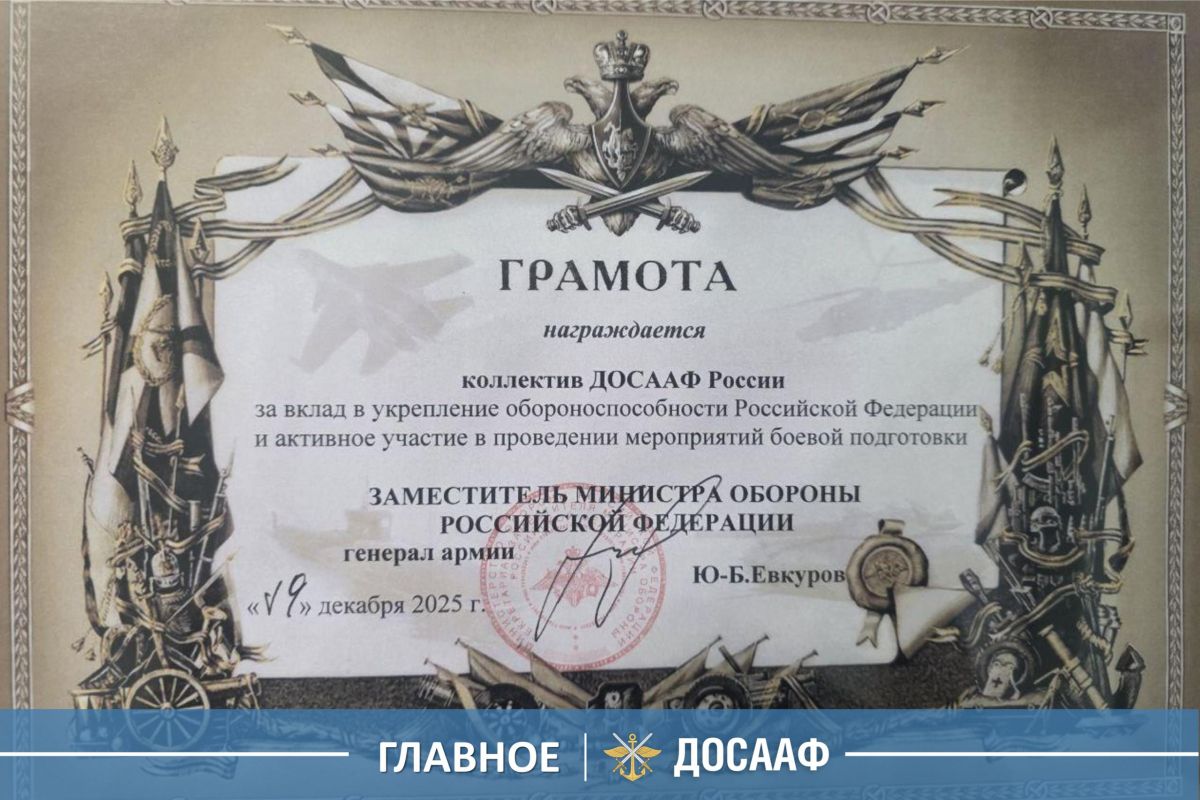 ГРАМОТА
награждается
коллектив ДОСААФ России
за вклад в укрепление обороноспособности Российской Федерации
и активное участие в проведении мероприятий боевой подготовки
ЗАМЕСТИТЕЛЬ МИНИСТРА ОБОРОНЫ
РОССИЙСКОЙ ФЕДЕРАЦИИ
генерал армии
Ю-Б.Евкуров
«19» декабря 2025 г.
ГЛАВНОЕ ДОСААФ